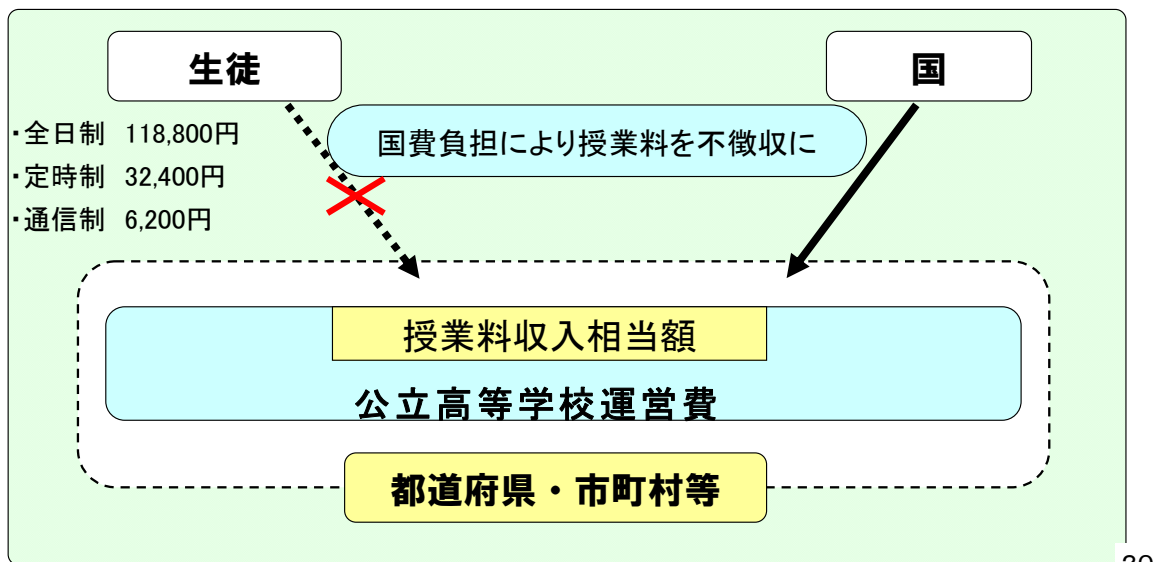 生徒
国
・全日制 118,800円
・定時制 32,400円
・通信制 6,200円
国費負担により授業料を不徴収に
授業料収入相当額
公立高等学校運営費
都道府県・市町村等